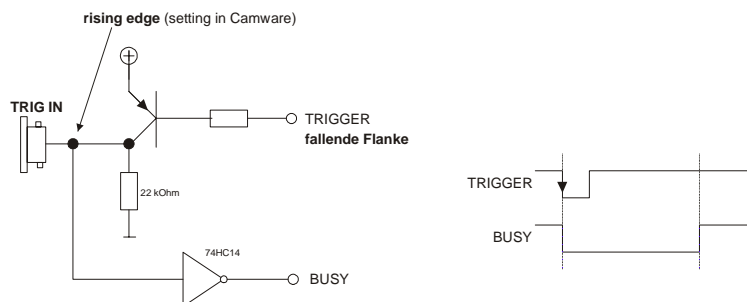 rising edge (setting in Camware)
TRIG IN
TRIGGER
fallende Flanke
22 kOhm
74HC14
BUSY
TRIGGER
BUSY